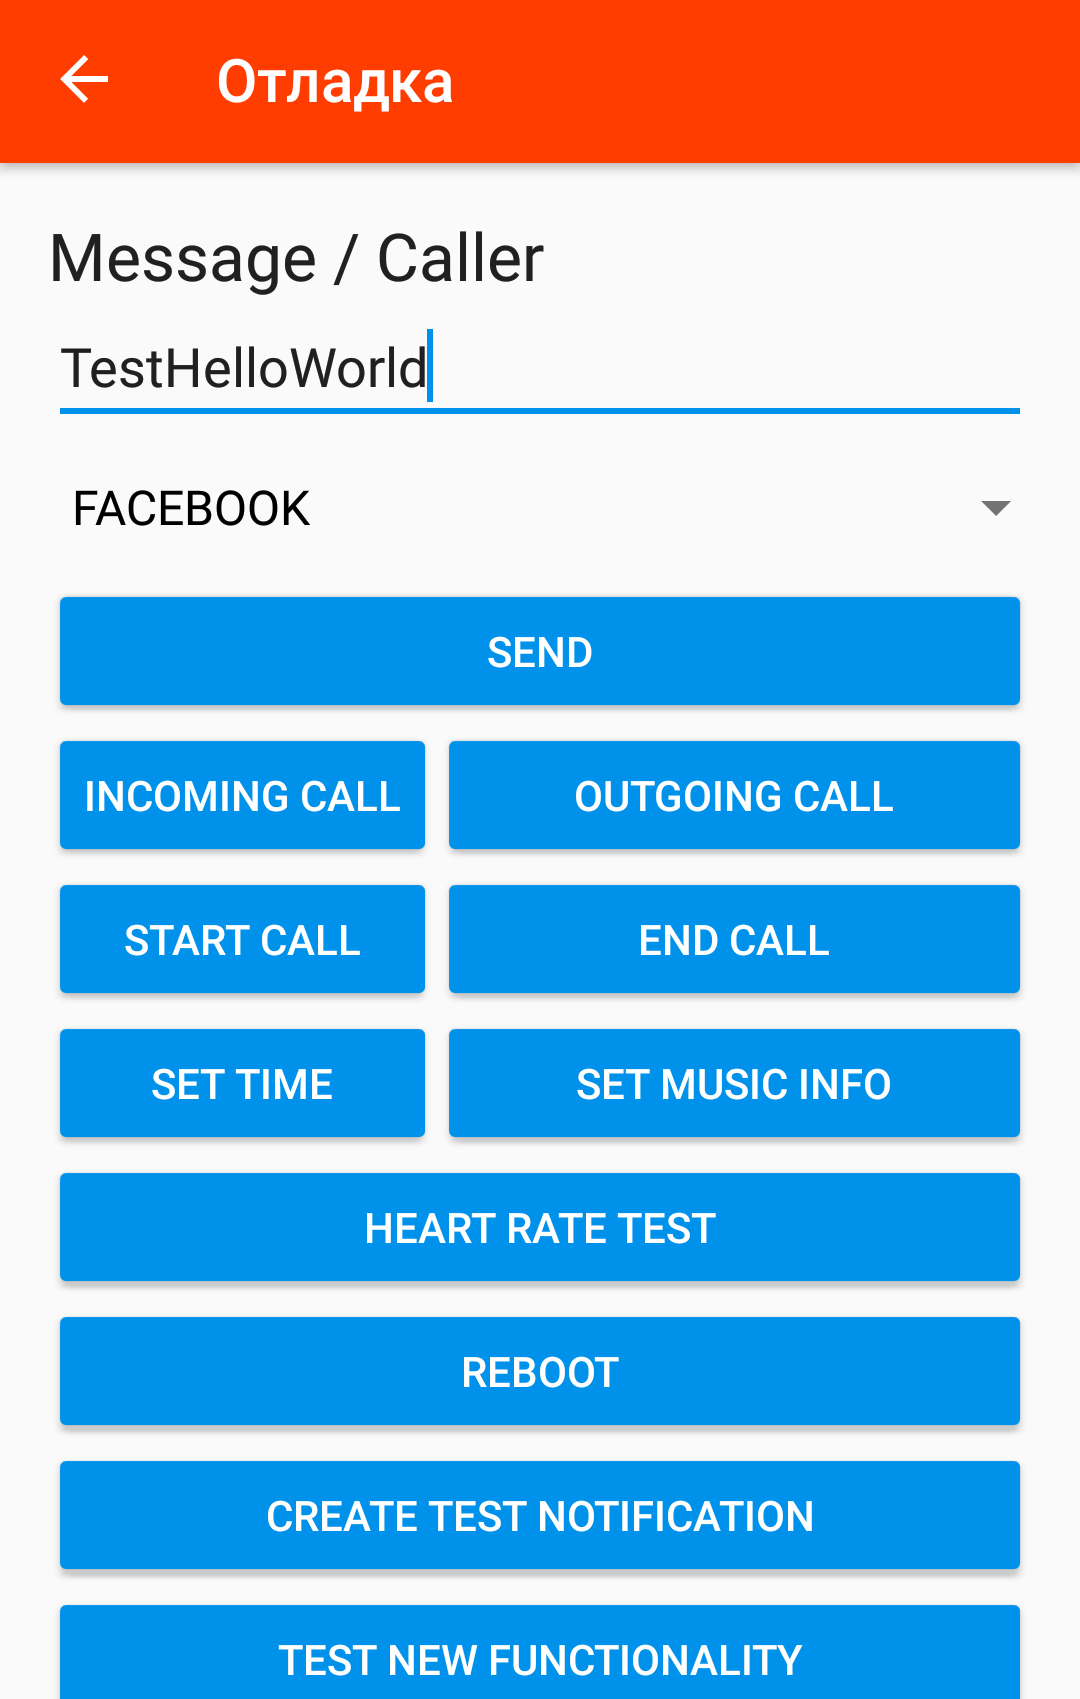 Отладка
Message / Caller
TestHelloWorld
FACEBOOK
SEND
INCOMING CALL
OUTGOING CALL
START CALL
END CALL
SET TIME
SET MUSIC INFO
HEART RATE TEST
REBOOT
CREATE TEST NOTIFICATION
TEST NEW FUNCTIONALITY